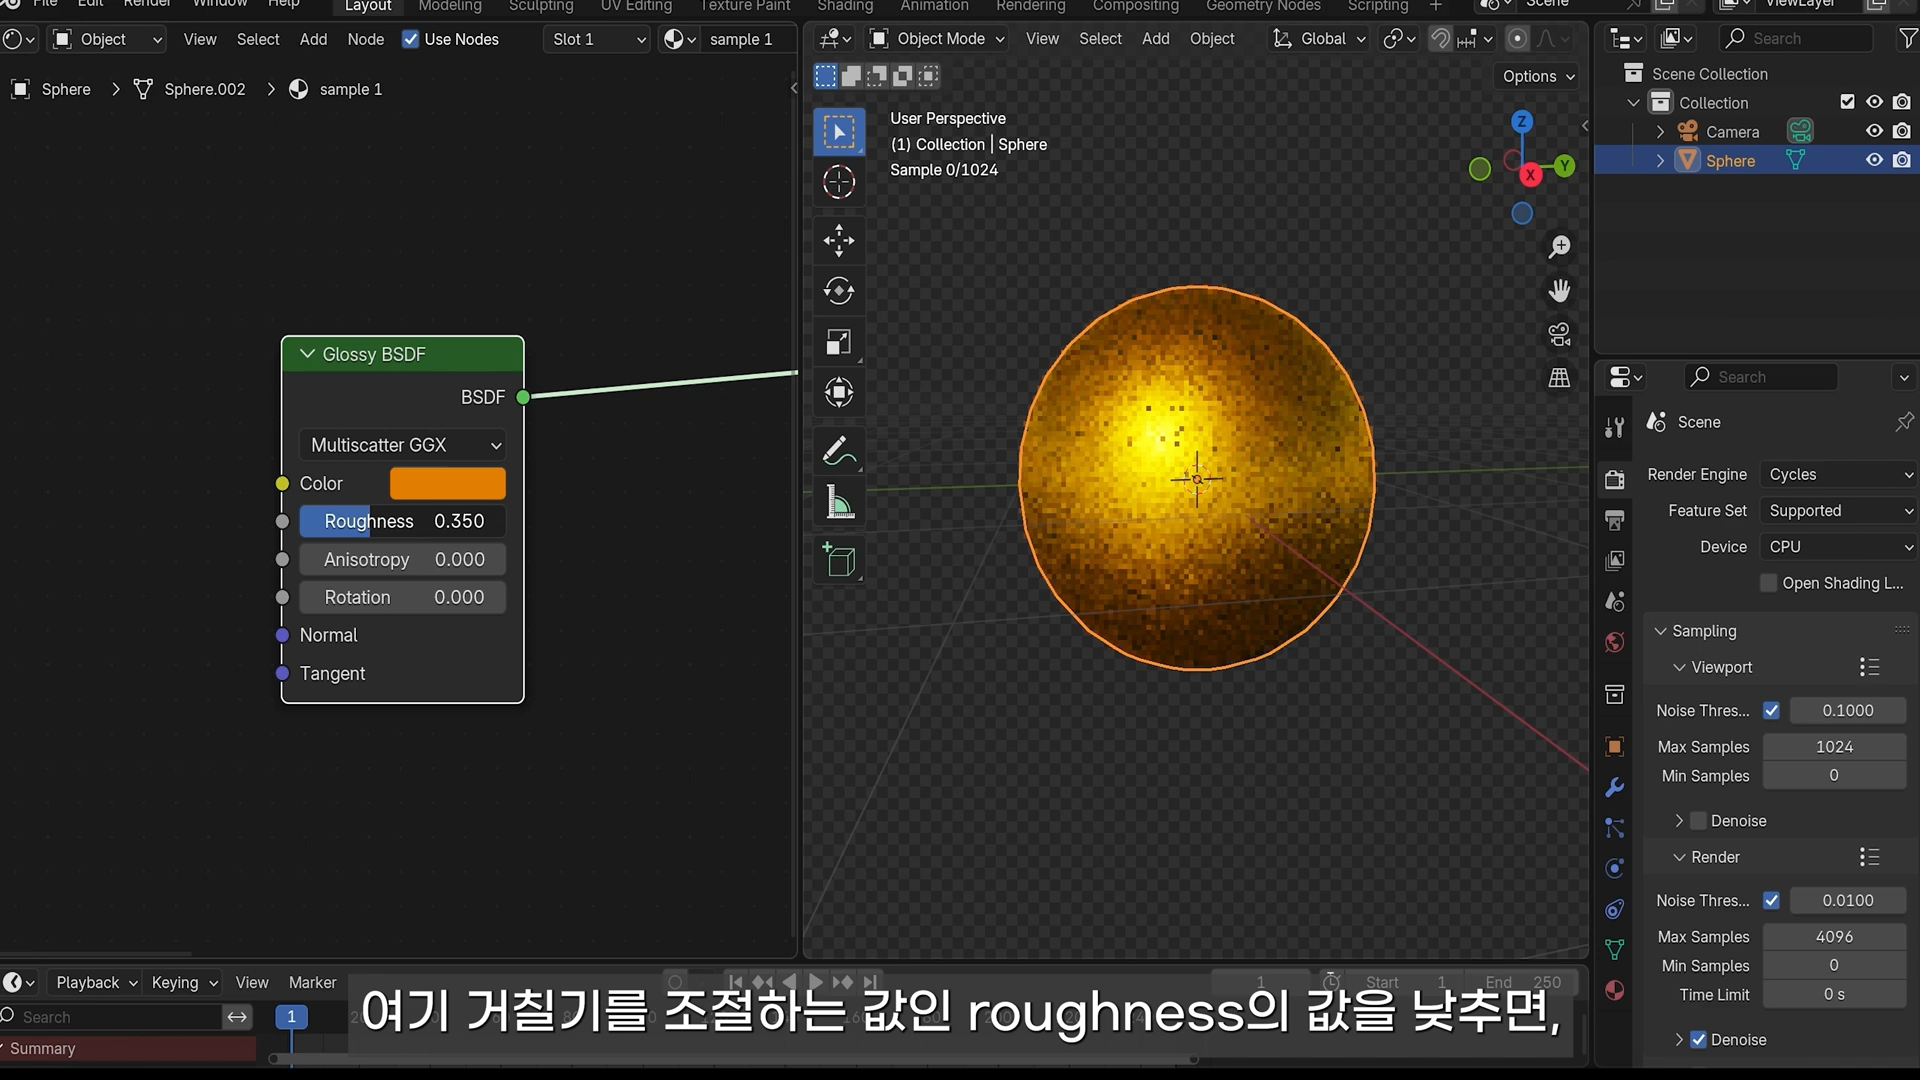 File Edit Render Window Help Layout Modeling Sculpting UV Editing Texture Paint Shading Animation Rendering Compositing Geometry Nodes Scripting + Scene ViewLayer
Object View Select Add Node Use Nodes Slot 1 sample 1
Object Mode View Select Add Object Global
Search
Sphere > Sphere.002 > sample 1
Options
User Perspective
(1) Collection | Sphere
Sample 0/1024
Z
Y
X
Scene Collection
Collection
Camera
Sphere
Glossy BSDF
BSDF
Multiscatter GGX
Color
Roughness 0.350
Anisotropy 0.000
Rotation 0.000
Normal
Tangent
Search
Scene
Render Engine Cycles
Feature Set Supported
Device CPU
Open Shading L...
Sampling
Viewport
Noise Thres... 0.1000
Max Samples 1024
Min Samples 0
Denoise
Render
Noise Thres... 0.0100
Max Samples 4096
Min Samples 0
Time Limit 0 s
Denoise
Playback Keying View Marker
1 Start 1 End 250
Search
1
Summary
여기 거칠기를 조절하는 값인 roughness의 값을 낮추면,